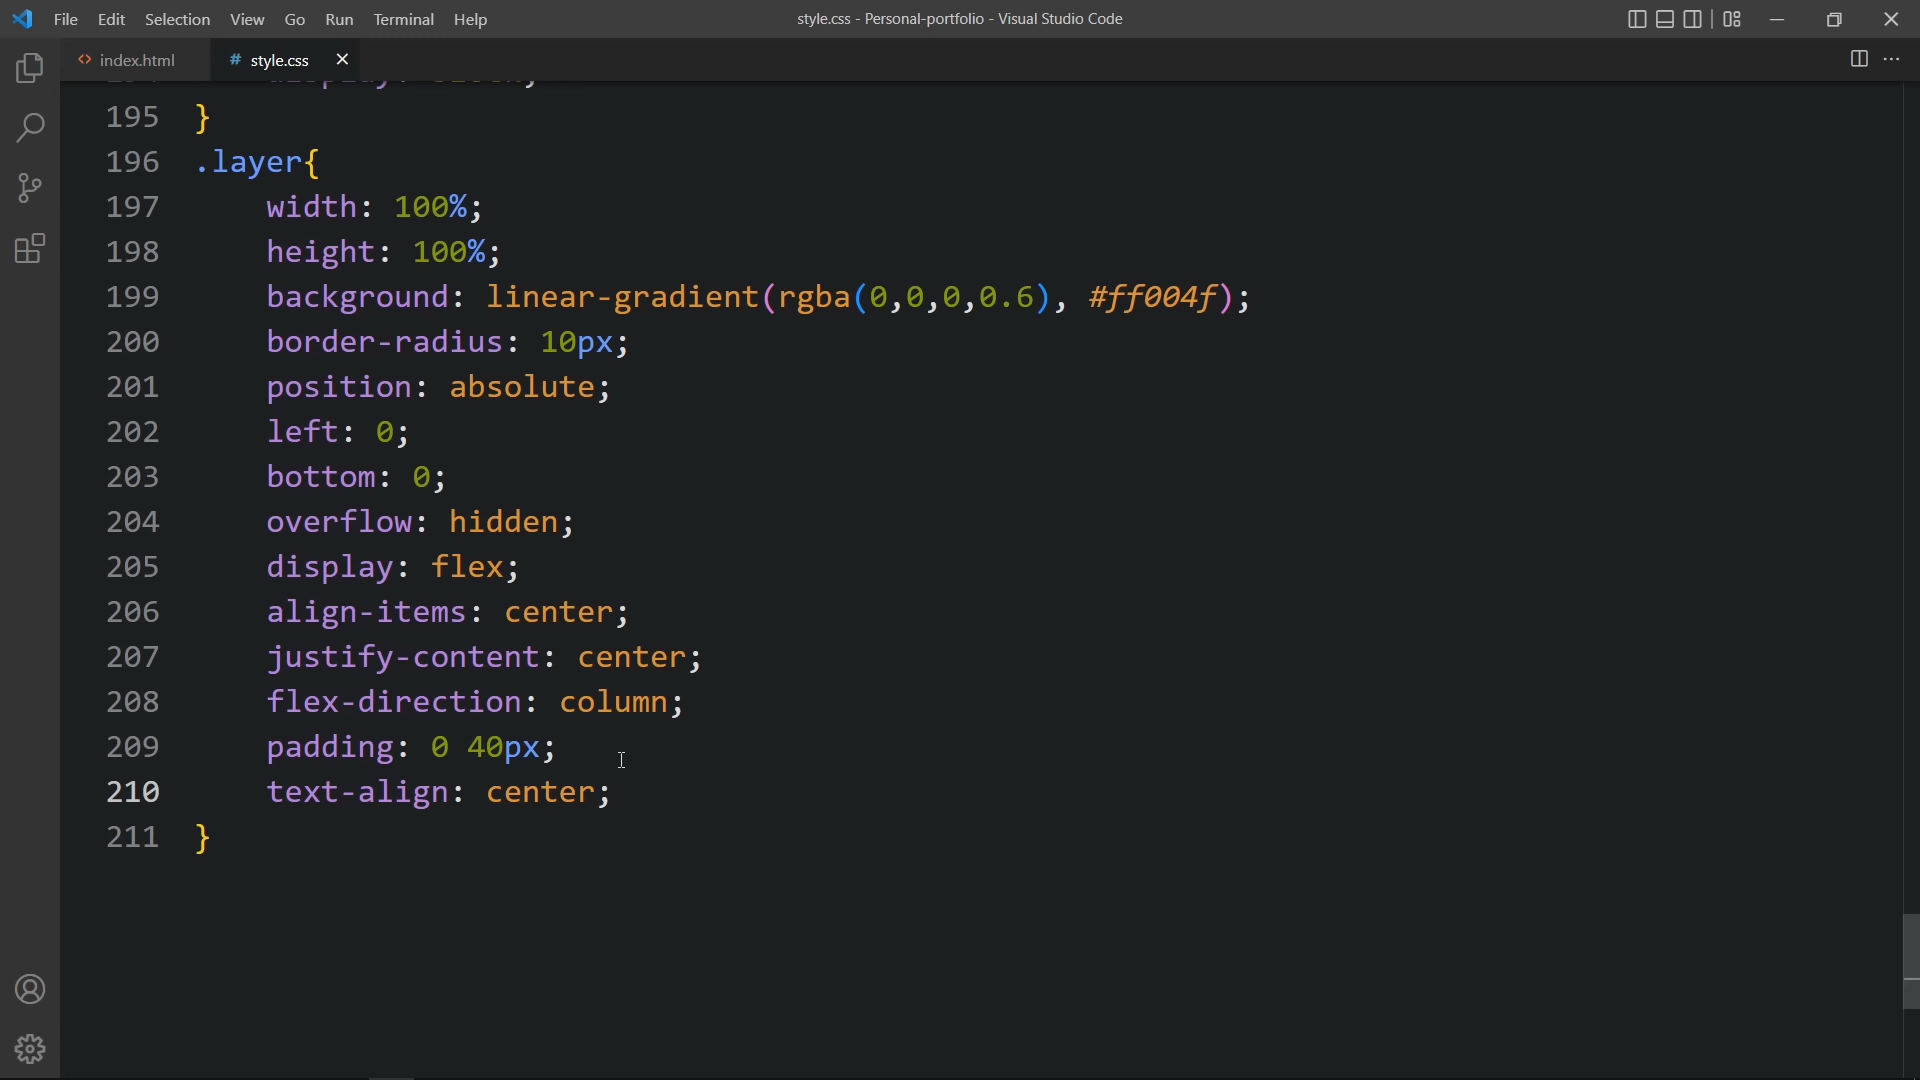 File Edit Selection View Go Run Terminal Help
style.css - Personal-portfolio - Visual Studio Code
<> index.html
# style.css
195 }
196 .layer{
197 width: 100%;
198 height: 100%;
199 background: linear-gradient(rgba(0,0,0,0.6), #ff004f);
200 border-radius: 10px;
201 position: absolute;
202 left: 0;
203 bottom: 0;
204 overflow: hidden;
205 display: flex;
206 align-items: center;
207 justify-content: center;
208 flex-direction: column;
209 padding: 0 40px;
210 text-align: center;
211 }